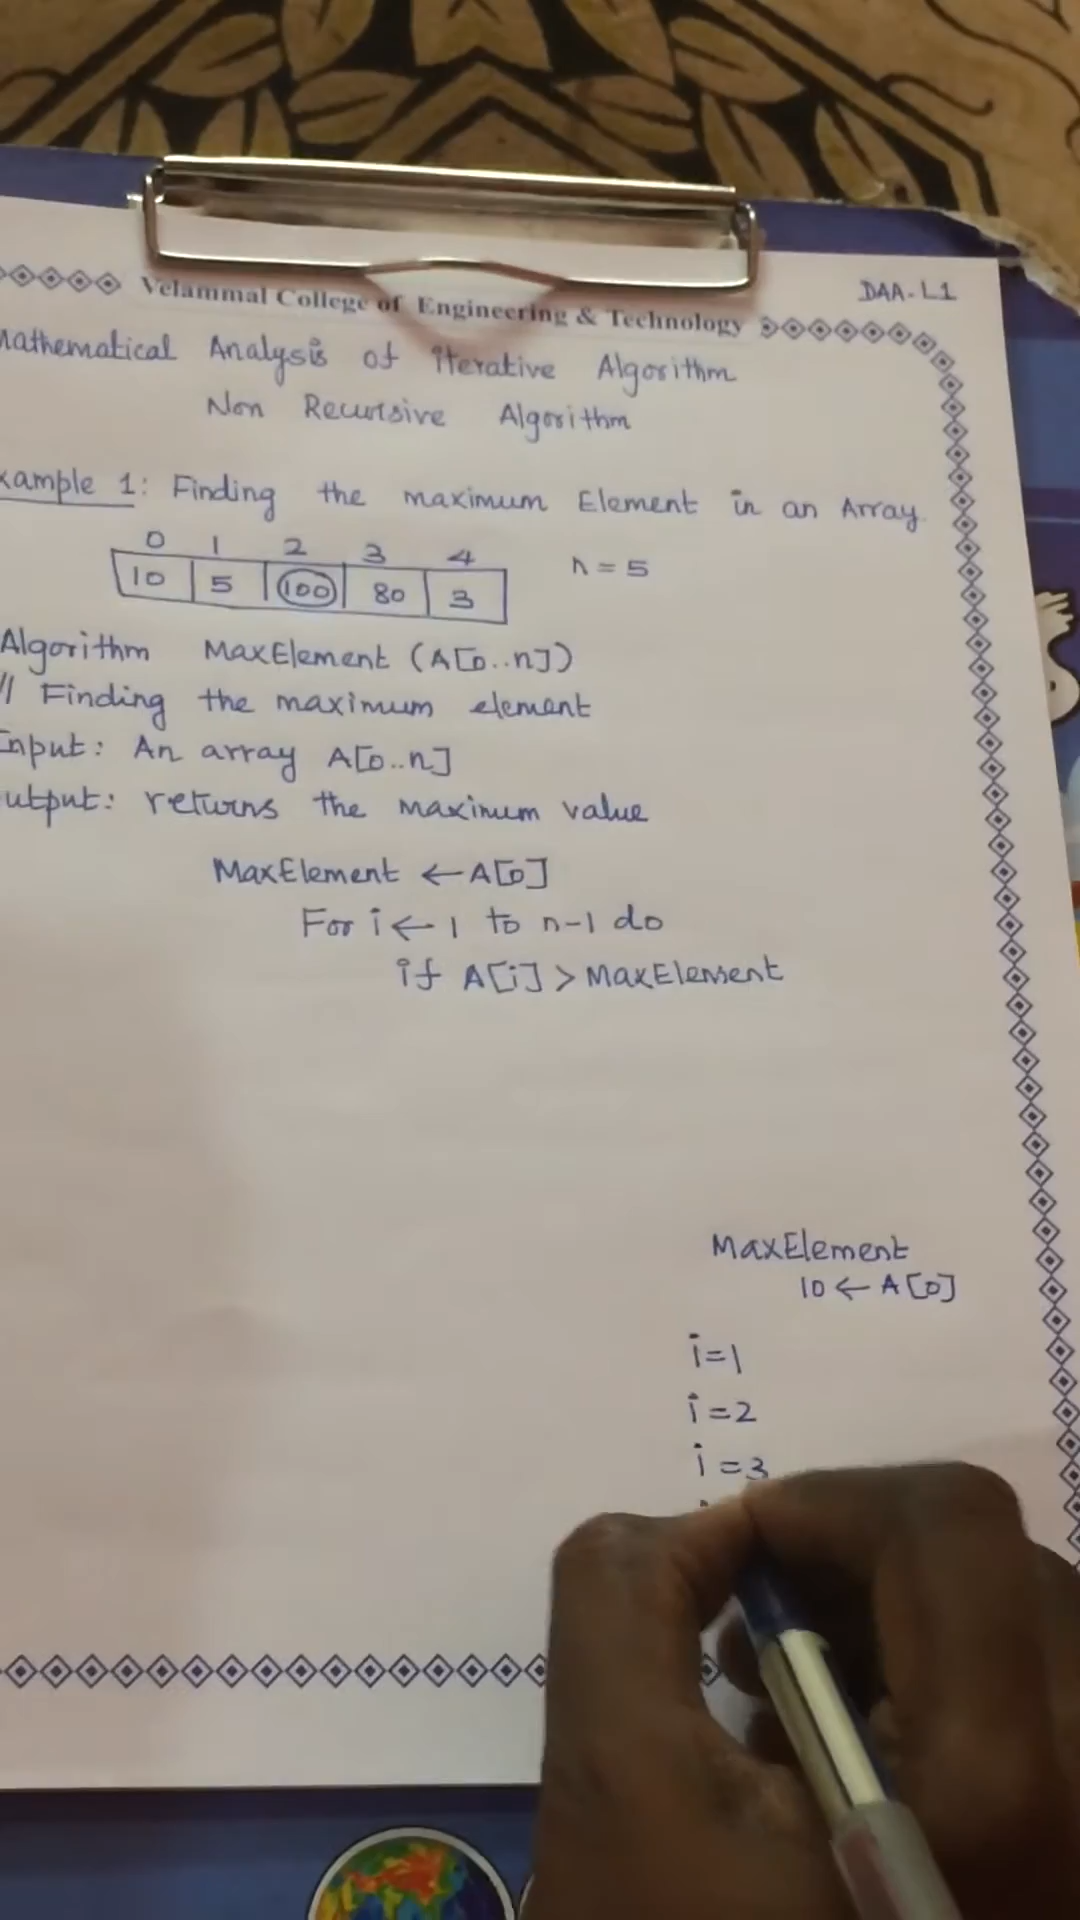 Velammal College of Engineering & Technology
DAA-L1
Mathematical Analysis of Iterative Algorithm
Non Recursive Algorithm
xample 1: Finding the maximum Element in an Array
0 1 2 3 4
10 5 100 80 3
n = 5
Algorithm MaxElement (A[0..n])
// Finding the maximum element
Input: An array A[0..n]
utput: returns the maximum value
MaxElement ← A[0]
For i ← 1 to n-1 do
if A[i] > MaxElement
MaxElement
10 ← A[0]
i=1
i=2
i=3